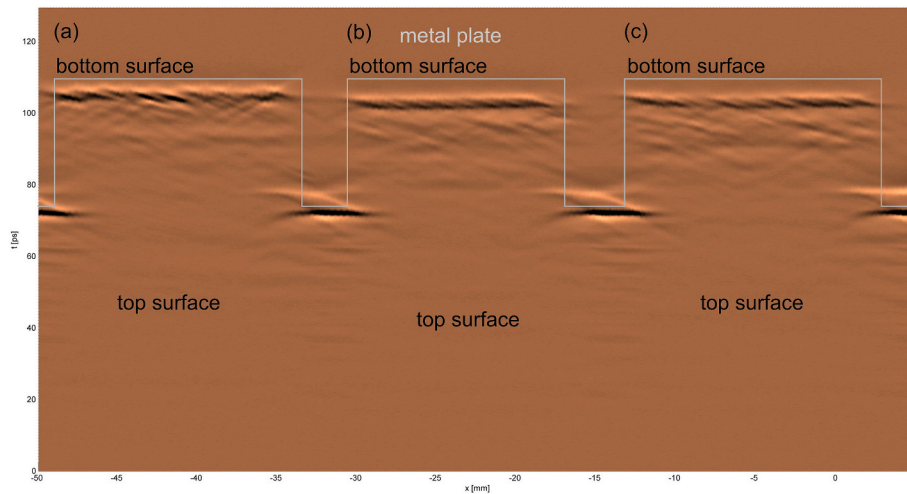 (a)
(b)
(c)
metal plate
bottom surface
bottom surface
bottom surface
top surface
top surface
top surface
120
100
80
60
40
20
0
t [ps]
-50
-45
-40
-35
-30
-25
-20
-15
-10
-5
0
x [mm]